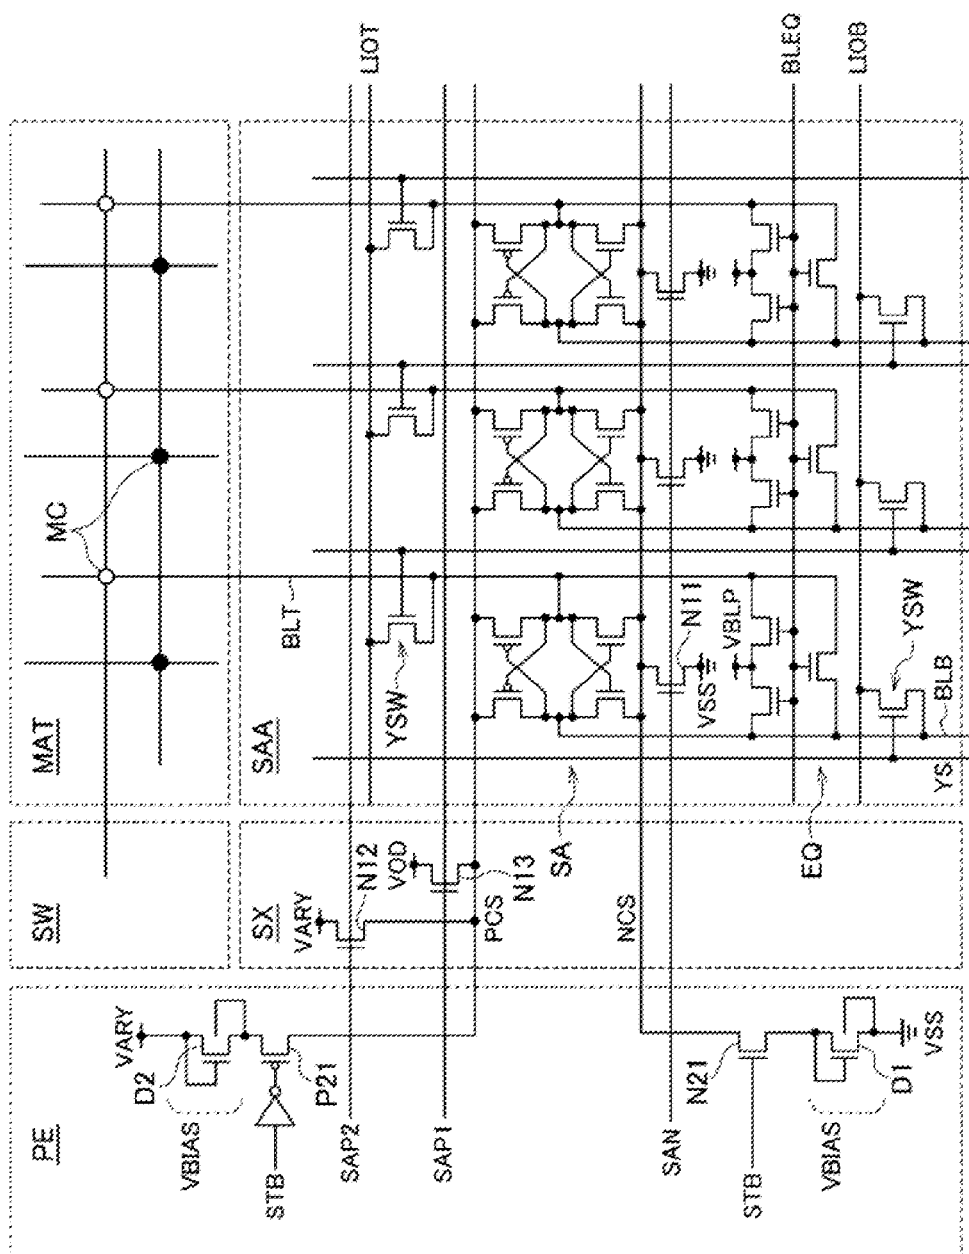 PE
VARY
D2
VBIAS
STB
P21
SAP2
SAP1
SAN
N21
STB
VBIAS
D1
VSS
SW
SX
VARY
N12
VOD
N13
PCS
NCS
MAT
MC
SAA
BLT
YSW
LIOT
SA
N11
VSS
VBLP
EQ
BLEQ
LIOB
YSW
BLB
YS